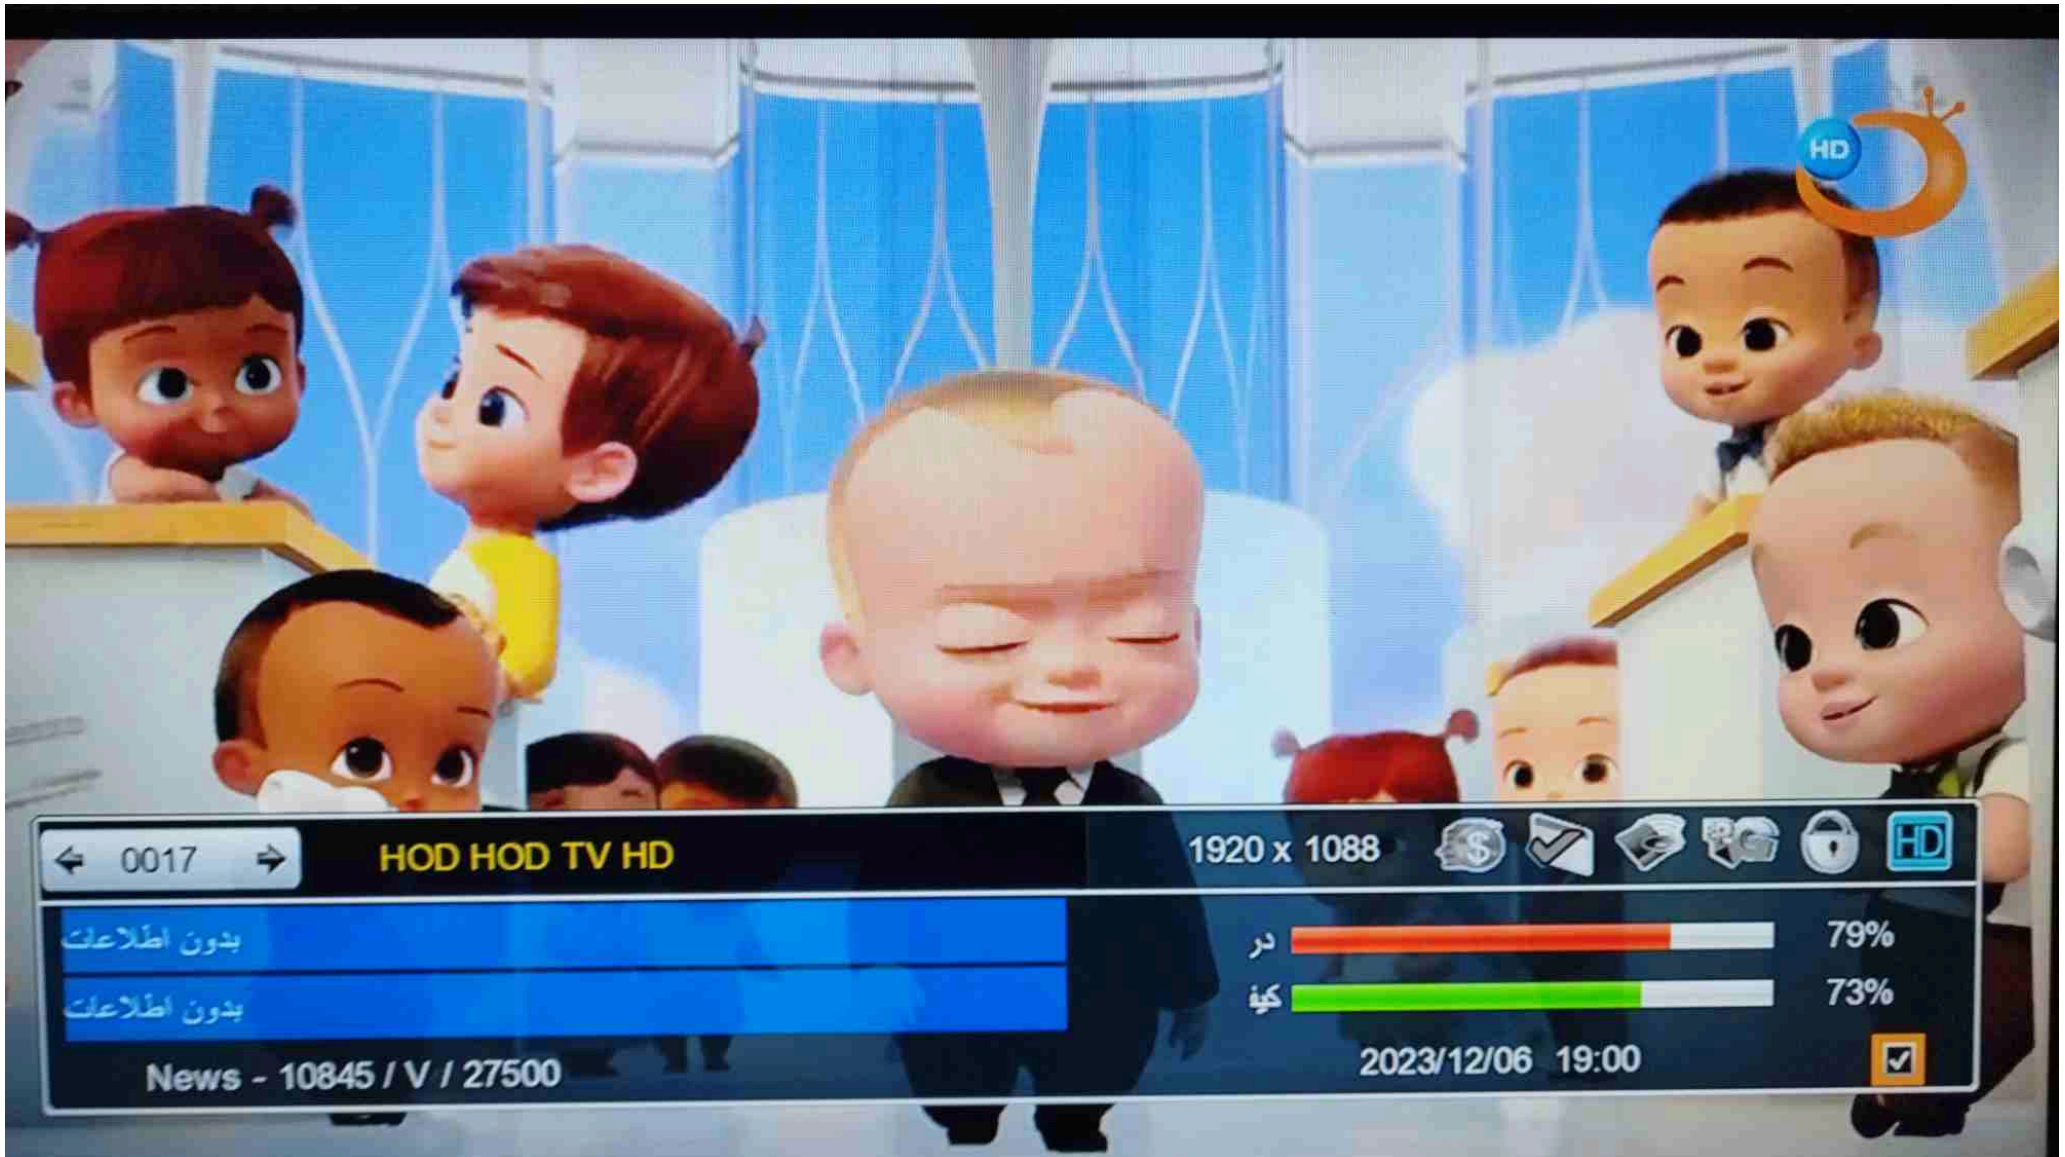 HD
0017 HOD HOD TV HD 1920 x 1088 HD
بدون اطلاعات
در 79%
بدون اطلاعات
کیف 73%
News - 10845 / V / 27500 2023/12/06 19:00